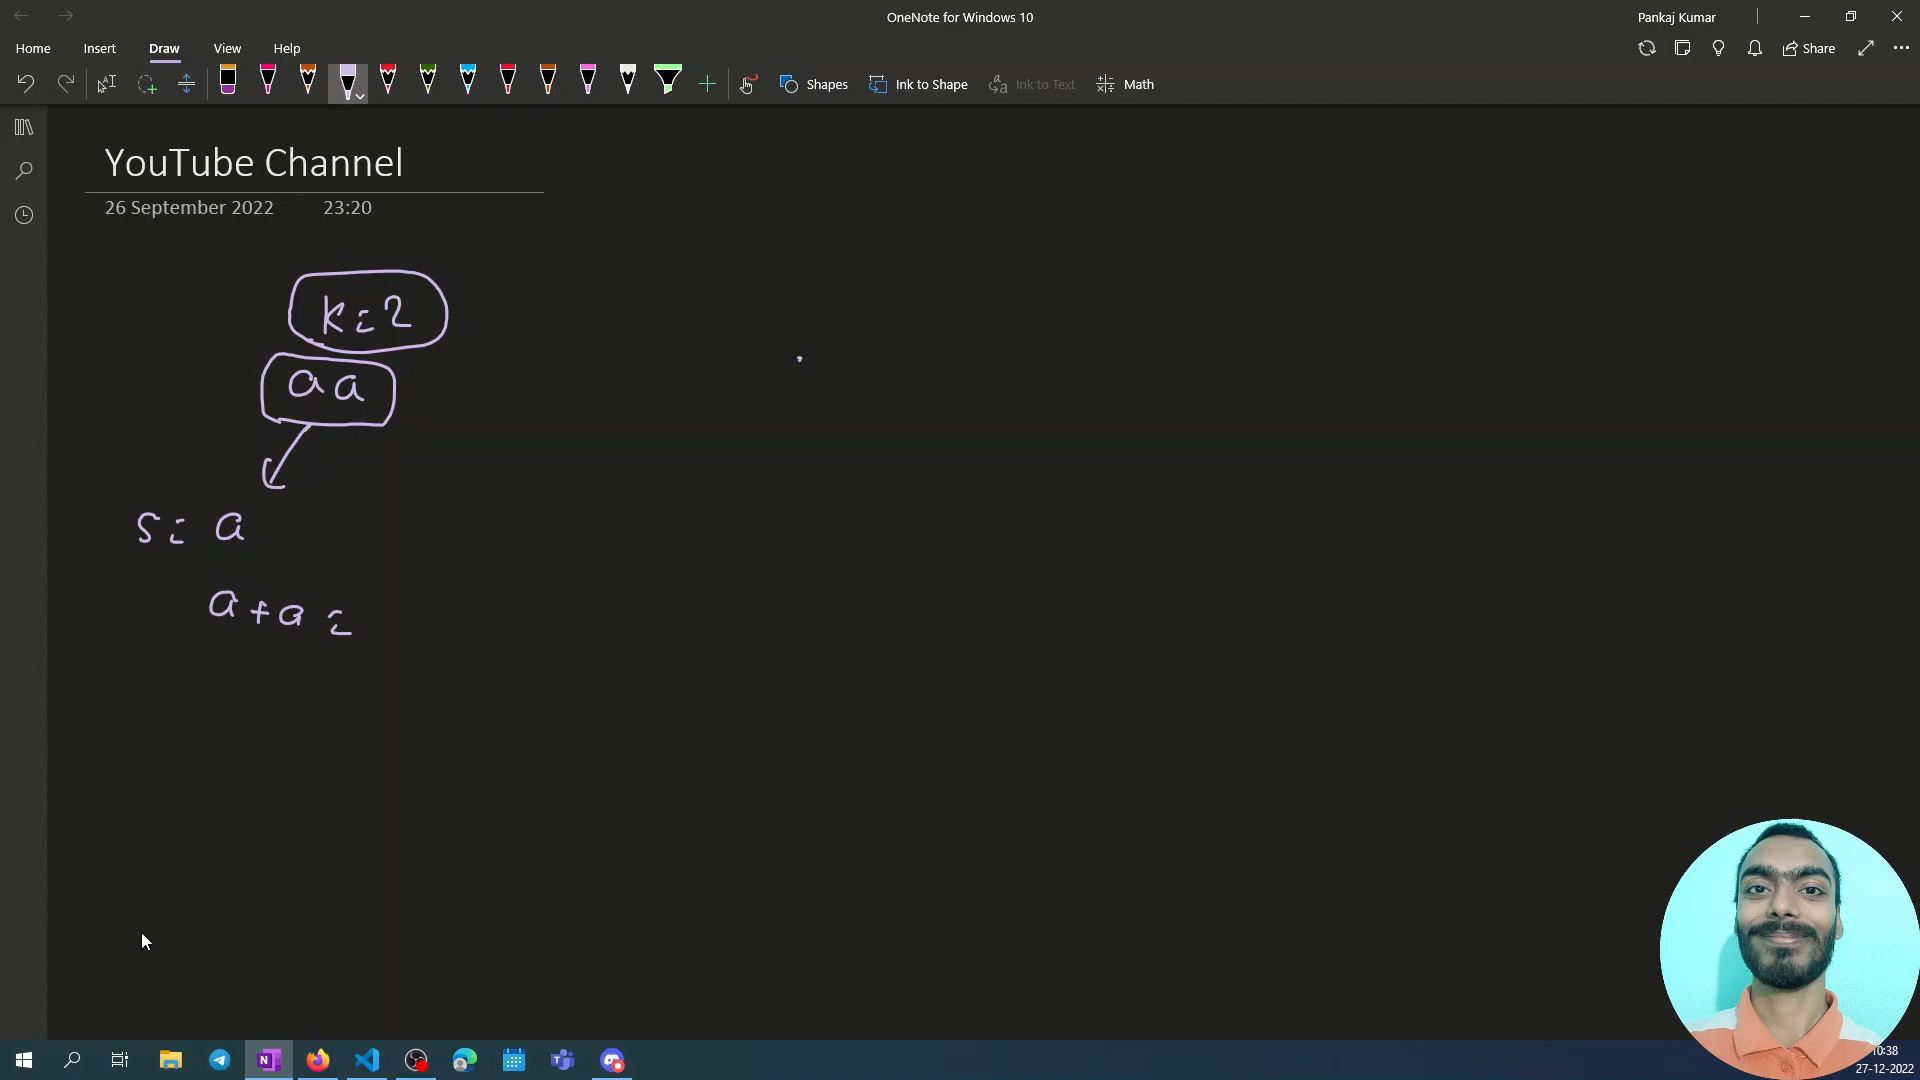 OneNote for Windows 10
Pankaj Kumar
Home Insert Draw View Help
Share
Shapes Ink to Shape Ink to Text Math
YouTube Channel
26 September 2022 23:20
K = 2
a a
S = a
a + a =
10:38
27-12-2022